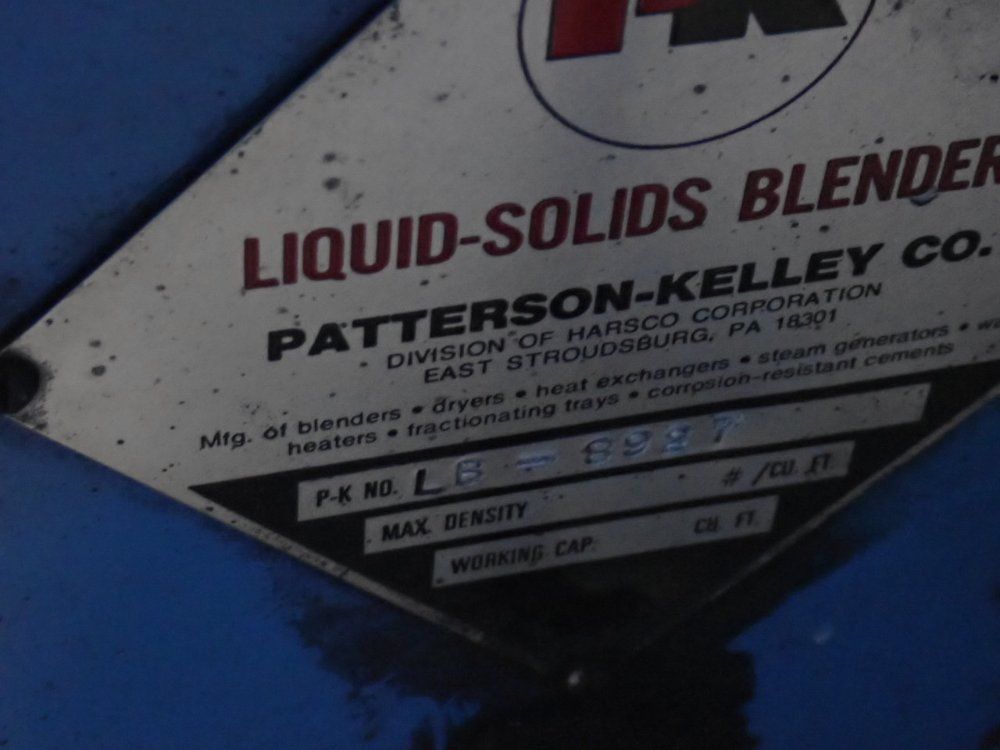 PK
LIQUID-SOLIDS BLENDER
PATTERSON-KELLEY CO.
DIVISION OF HARSCO CORPORATION
EAST STROUDSBURG, PA 18301
Mfg. of blenders • dryers • heat exchangers • steam generators •
heaters • fractionating trays • corrosion-resistant cements
P-K NO. LB - 8987
MAX. DENSITY # /CU. FT.
WORKING CAP. CU. FT.